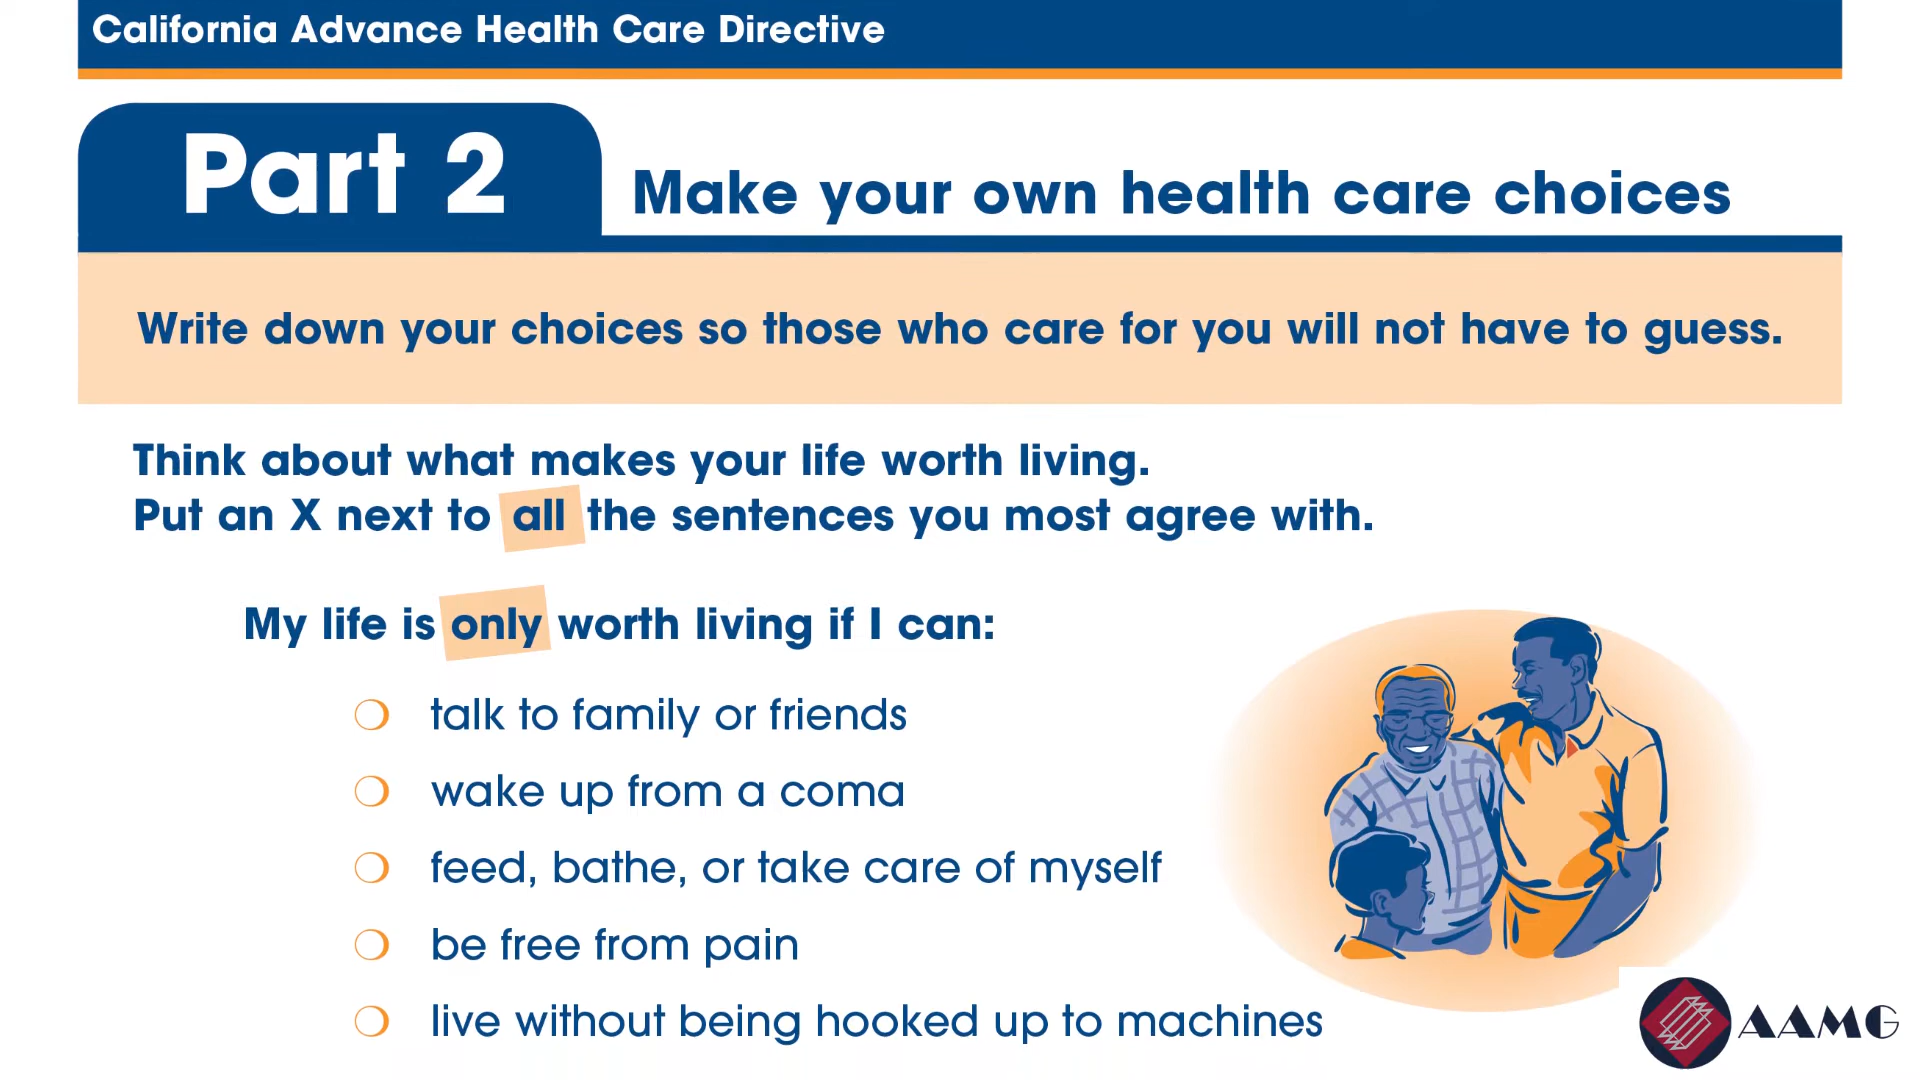 California Advance Health Care Directive
Part 2
Make your own health care choices
Write down your choices so those who care for you will not have to guess.
Think about what makes your life worth living.
Put an X next to all the sentences you most agree with.
My life is only worth living if I can:
talk to family or friends
wake up from a coma
feed, bathe, or take care of myself
be free from pain
live without being hooked up to machines
AAMG